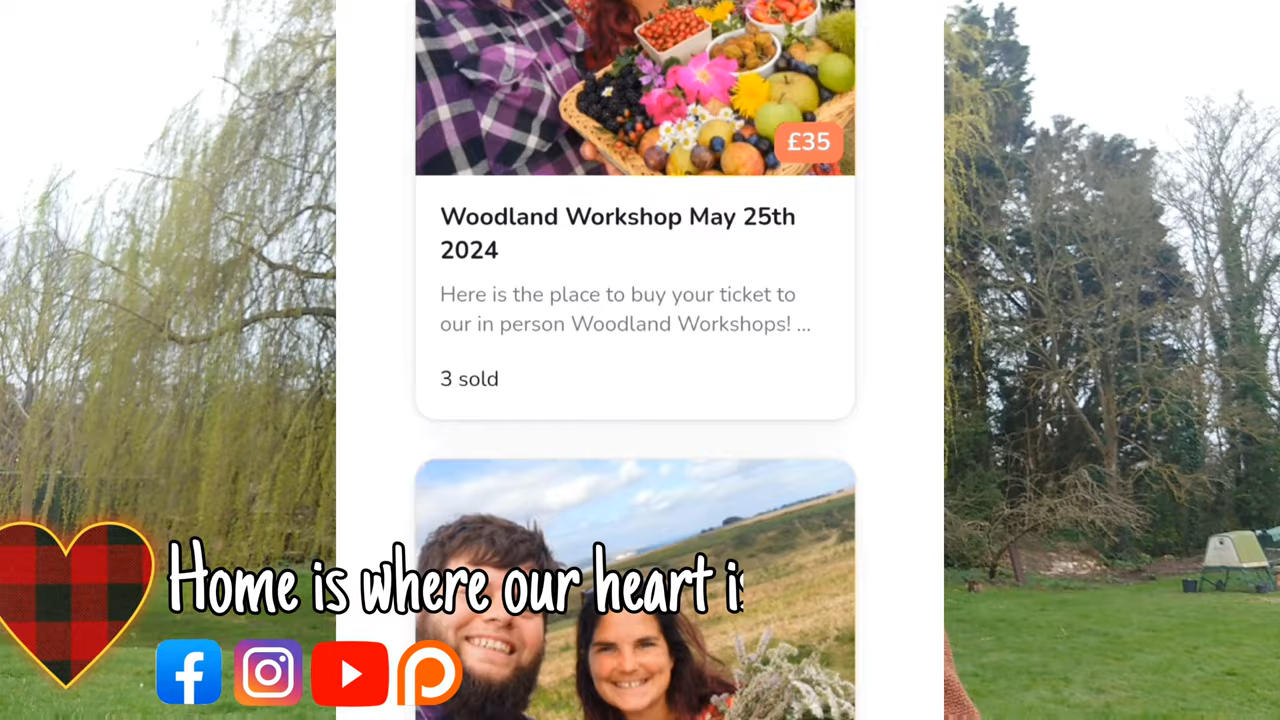 £35
Woodland Workshop May 25th
2024
Here is the place to buy your ticket to
our in person Woodland Workshops! ...
3 sold
Home is where our heart is